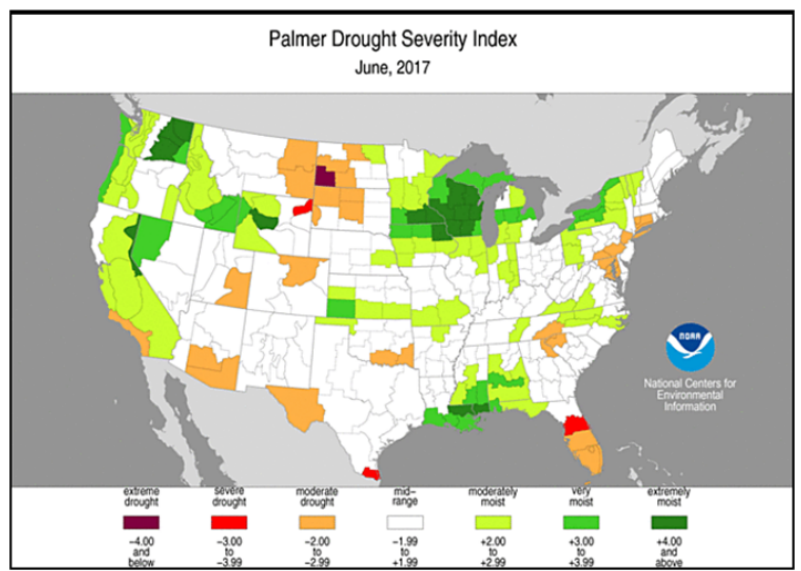 Palmer Drought Severity Index
June, 2017
NOAA
National Centers for
Environmental
Information
extreme
drought
severe
drought
moderate
drought
mid-
range
moderately
moist
very
moist
extremely
moist
-4.00
and
below
-3.00
to
-3.99
-2.00
to
-2.99
-1.99
to
+1.99
+2.00
to
+2.99
+3.00
to
+3.99
+4.00
and
above